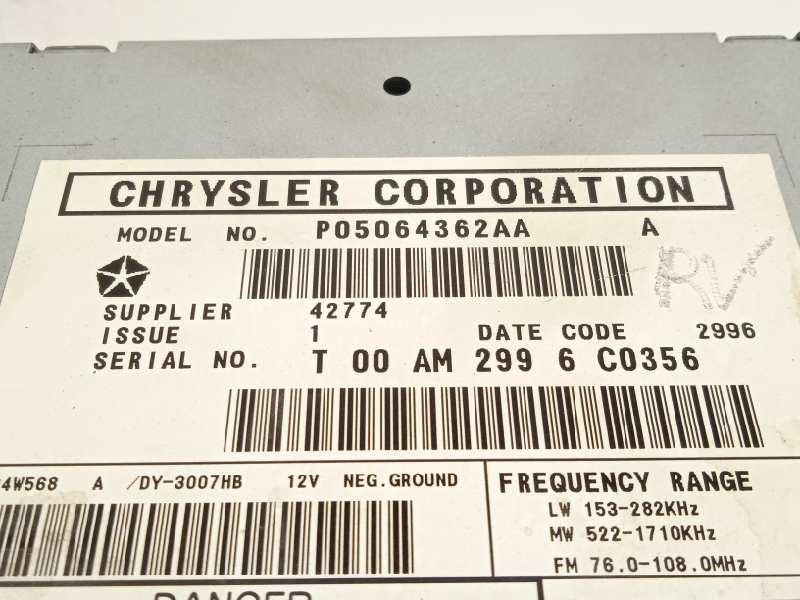 CHRYSLER CORPORATION
MODEL NO. P05064362AA A
SUPPLIER 42774
ISSUE 1 DATE CODE 2996
SERIAL NO. T 00 AM 299 6 C0356
4W568 A /DY-3007HB 12V NEG.GROUND
FREQUENCY RANGE
LW 153-282KHz
MW 522-1710KHz
FM 76.0-108.0MHz
DANGER